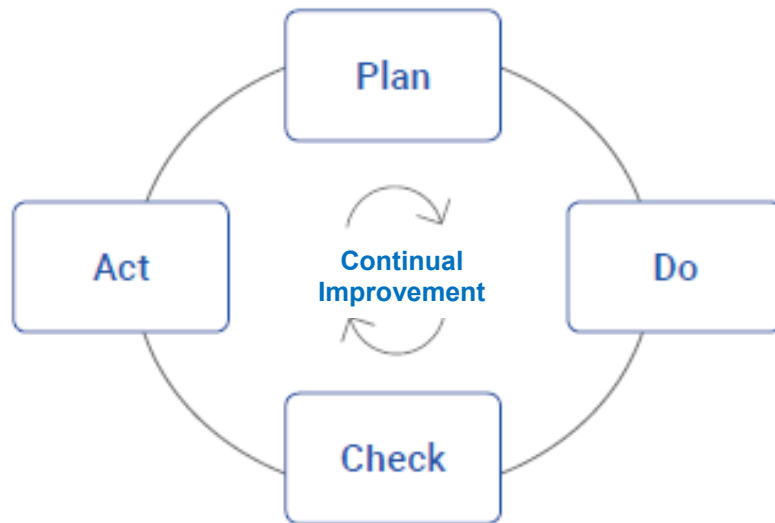 Plan
Act
Continual
Improvement
Do
Check